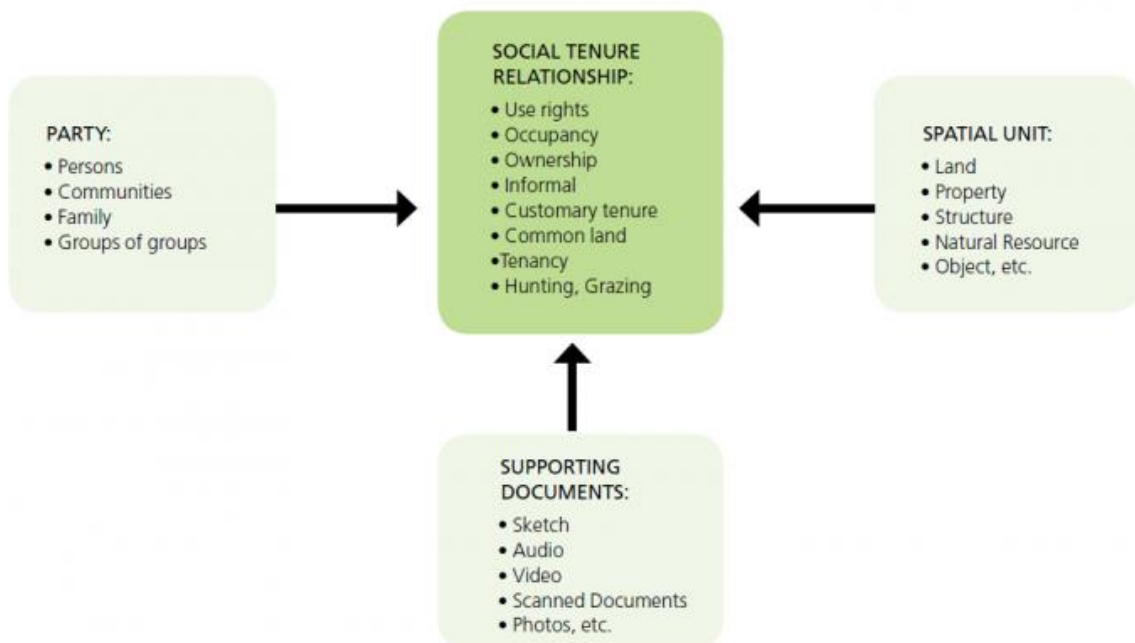 SOCIAL TENURE
RELATIONSHIP:
• Use rights
• Occupancy
• Ownership
• Informal
• Customary tenure
• Common land
•Tenancy
• Hunting, Grazing
PARTY:
• Persons
• Communities
• Family
• Groups of groups
SPATIAL UNIT:
• Land
• Property
• Structure
• Natural Resource
• Object, etc.
SUPPORTING
DOCUMENTS:
• Sketch
• Audio
• Video
• Scanned Documents
• Photos, etc.